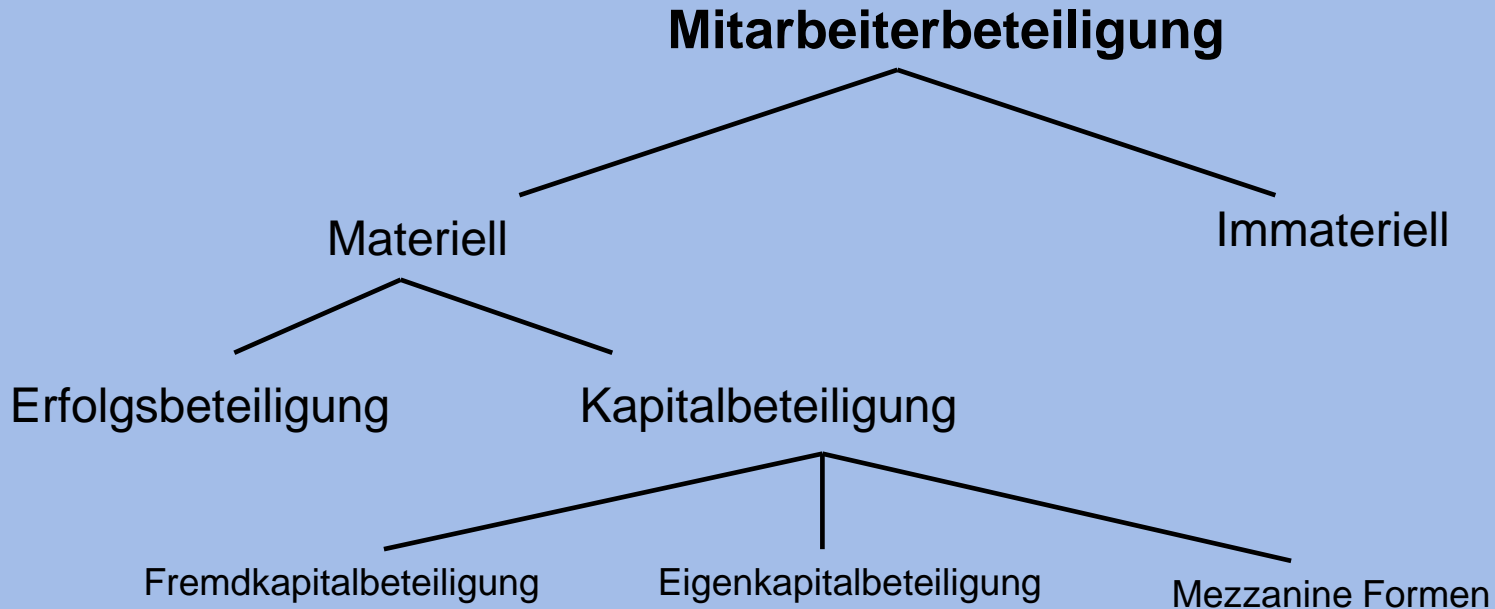 Mitarbeiterbeteiligung
Materiell
Immateriell
Erfolgsbeteiligung
Kapitalbeteiligung
Fremdkapitalbeteiligung
Eigenkapitalbeteiligung
Mezzanine Formen